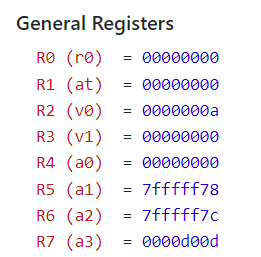 General Registers
R0 (r0) = 00000000
R1 (at) = 00000000
R2 (v0) = 0000000a
R3 (v1) = 00000000
R4 (a0) = 00000000
R5 (a1) = 7fffff78
R6 (a2) = 7fffff7c
R7 (a3) = 0000d00d